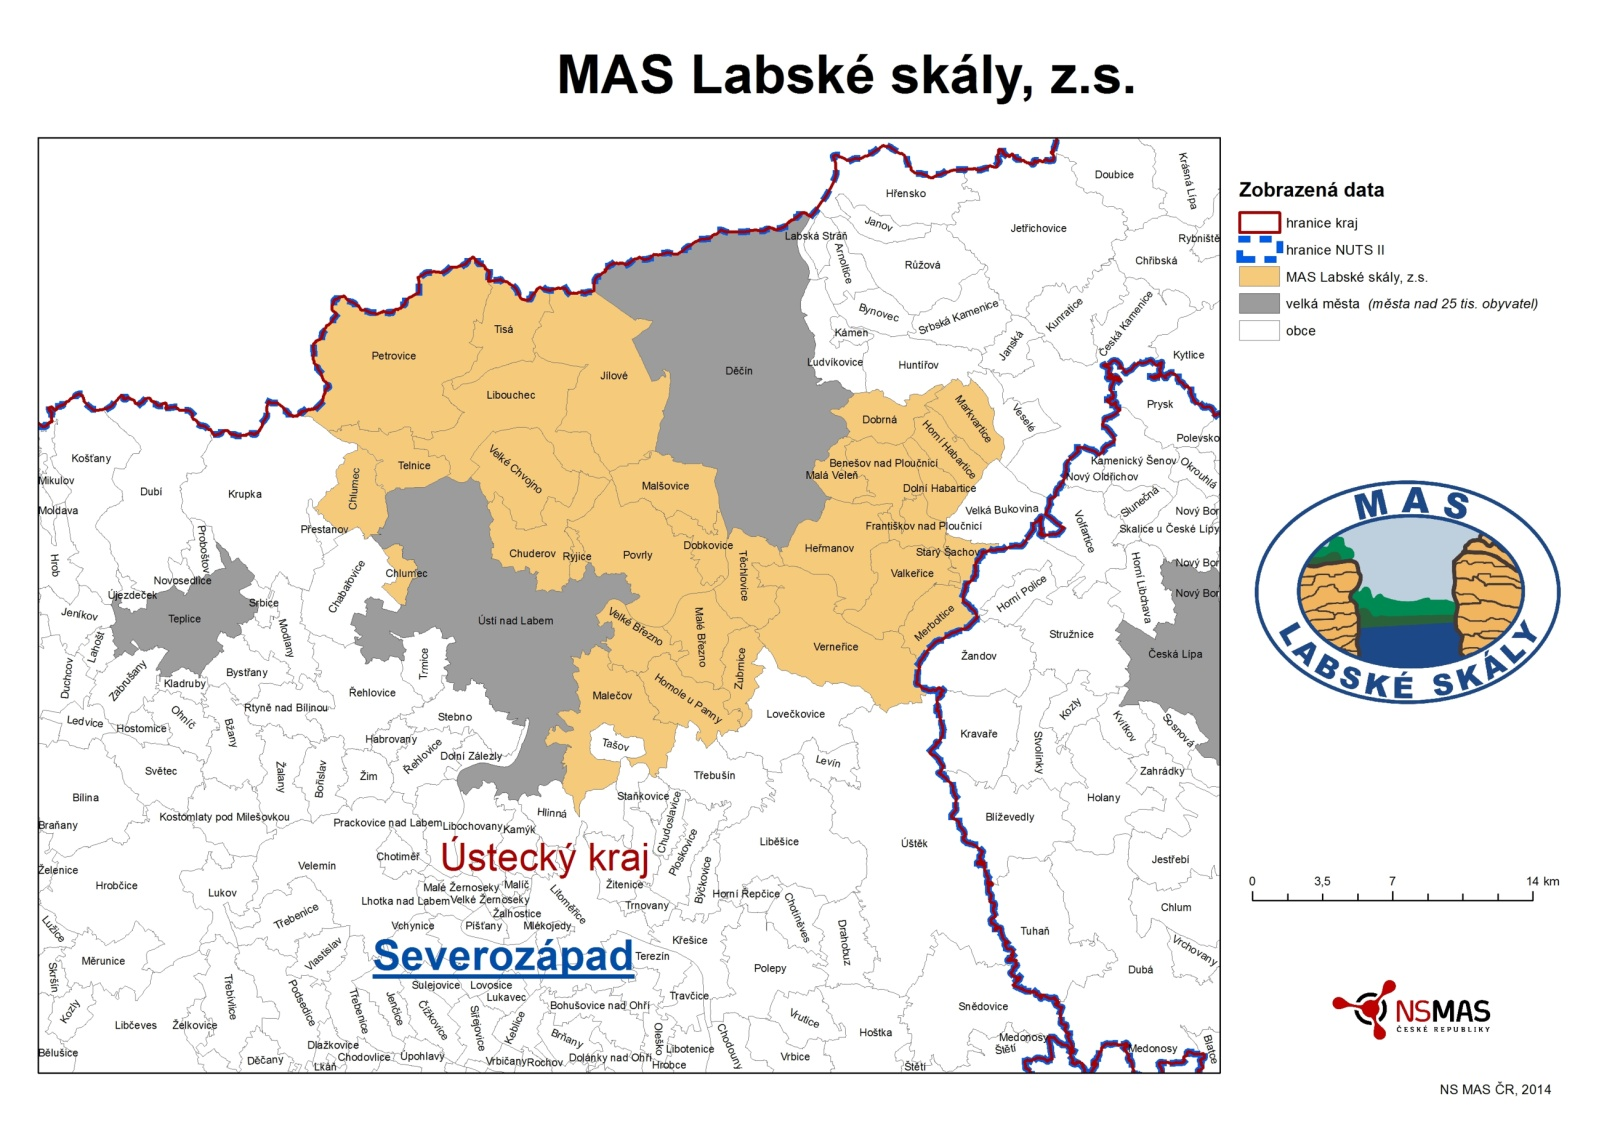 MAS Labské skály, z.s.
Zobrazená data
hranice kraj
hranice NUTS II
MAS Labské skály, z.s.
velká města (města nad 25 tis. obyvatel)
obce
Doubice
Krásná Lípa
Hřensko
Janov
Jetřichovice
Labská Stráň
Arnoltice
Růžová
Rybniště
Chřibská
Bynovec
Srbská Kamenice
Kunratice
Česká Kamenice
Kámen
Janská
Ludvíkovice
Huntířov
Kytlice
Tisá
Petrovice
Jílové
Děčín
Libouchec
Dobrná
Markvartice
Veselé
Prysk
Horní Habartice
Polevsko
Košťany
Telnice
Velké Chvojno
Benešov nad Ploučnicí
Malá Veleň
Kamenický Šenov
Okrouhlá
Nový Oldřichov
Mikulov
Dubí
Krupka
Chlumec
Malšovice
Dolní Habartice
Slunečná
Moldava
Velká Bukovina
Nový Bor
Přestanov
Františkov nad Ploučnicí
Volfartice
Skalice u České Lípy
Proboštov
Hrob
Chuderov
Ryjice
Povrly
Dobkovice
Těchlovice
Heřmanov
Starý Šachov
Nový Bor
Novosedlice
Chabařovice
Chlumec
Valkeřice
Horní Libchava
Újezdeček
Srbice
Horní Police
Nový Bor
Jeníkov
Teplice
Modlany
Ústí nad Labem
Velké Březno
Malé Březno
Merboltice
Stružnice
Lahošť
Verneřice
Žandov
Česká Lípa
Duchcov
Zabrušany
Bystřany
Trmice
Zubrnice
Kladruby
Řehlovice
Malečov
Homole u Panny
Rtyně nad Bílinou
Ohníč
Lovečkovice
Kozly
Ledvice
Hostomice
Bžany
Stebno
Kvítkov
Sosnová
Habrovany
Řehlovice
Dolní Zálezly
Tašov
Kravaře
Stvolínky
Světec
Žalany
Bořislav
Žim
Třebušín
Levín
Zahrádky
Bílina
Staňkovice
Holany
Kostomlaty pod Milešovkou
Hlinná
Chudoslavice
Blíževedly
Braňany
Prackovice nad Labem
Libochovany
Kamýk
Ploskovice
Liběšice
Úštěk
Chotiměř
Ústecký kraj
Jestřebí
Želenice
Velemín
Býčkovice
Hrobčice
Lukov
Malé Žernoseky
Malíč
Žitenice
Horní Řepčice
Lhotka nad Labem
Velké Žernoseky
Litoměřice
Trnovany
Chotiněves
Chlum
Třebenice
Žalhostice
Lužice
Vchynice
Píšťany
Mlékojedy
Drahobuz
Tuhaň
Křešice
Vrchovany
Měrunice
Vlastislav
Severozápad
Terezín
Polepy
Dubá
Skršín
Třebívlice
Podsedice
Sulejovice
Lovosice
Lukavec
Travčice
Kozly
Třebenice
Jenčice
Čížkovice
Siřejovice
Keblice
Bohušovice nad Ohří
Snědovice
Libčeves
Želkovice
Vrutice
Hoštka
Brňany
Oleško
Chodouny
Medonosy
Bělušice
Děčany
Dlažkovice
Chodovlice
Úpohlavy
Libotenice
Vrbice
Štětí
Medonosy
Blatce
Lkáň
Vrbičany
Rochov
Dolánky nad Ohří
Hrobce
Štětí
MAS
LABSKÉ SKÁLY
0 3,5 7 14 km
NSMAS
ČESKÉ REPUBLIKY
NS MAS ČR, 2014